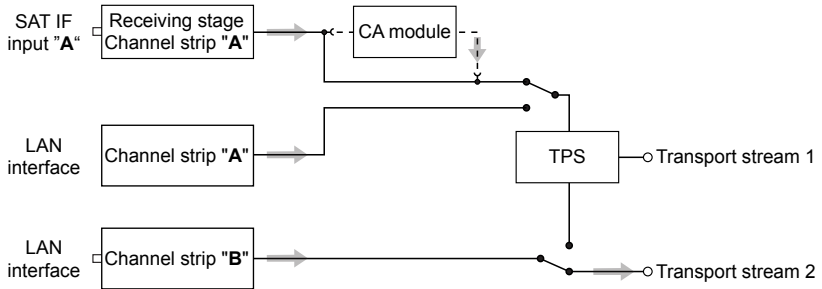 SAT IF
input "A“
Receiving stage
Channel strip "A"
CA module
LAN
interface
Channel strip "A"
TPS
Transport stream 1
LAN
interface
Channel strip "B"
Transport stream 2